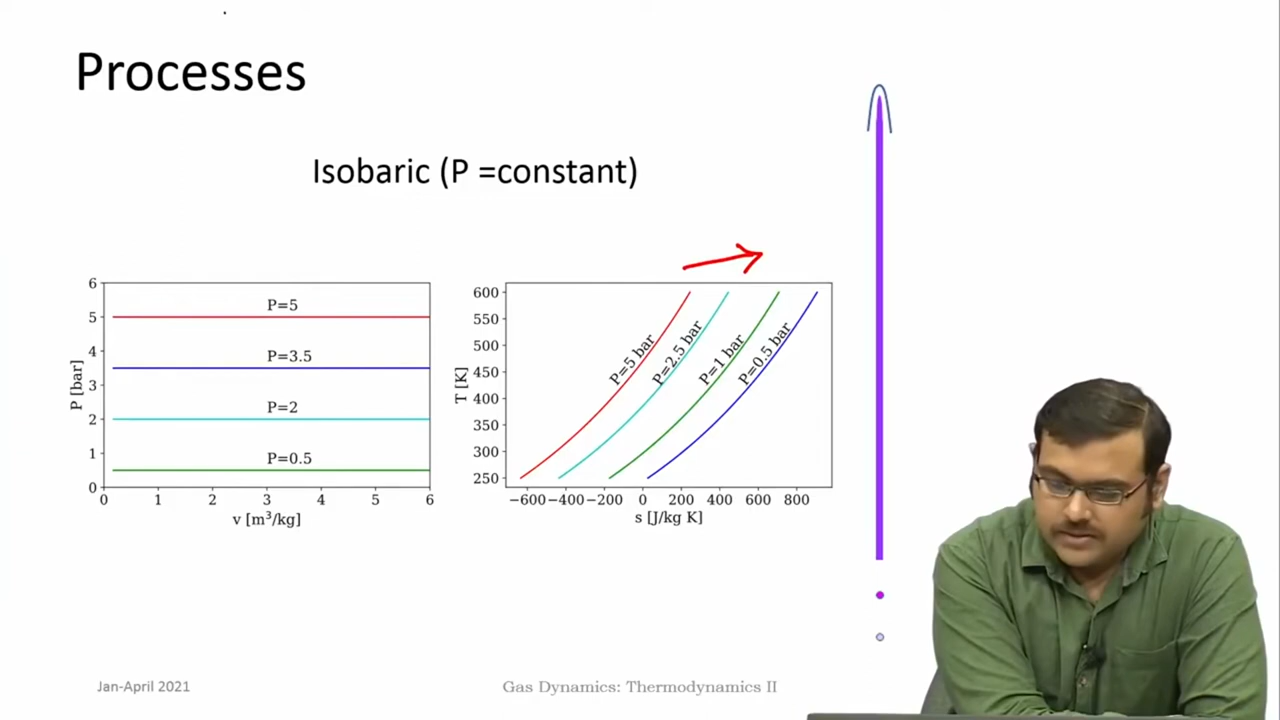 Processes
Isobaric (P =constant)
P [bar]
6
5
4
3
2
1
0
P=5
P=3.5
P=2
P=0.5
0 1 2 3 4 5 6
v [m³/kg]
T [K]
600
550
500
450
400
350
300
250
P=5 bar
P=2.5 bar
P=1 bar
P=0.5 bar
−600 −400 −200 0 200 400 600 800
s [J/kg K]
Jan-April 2021
Gas Dynamics: Thermodynamics II